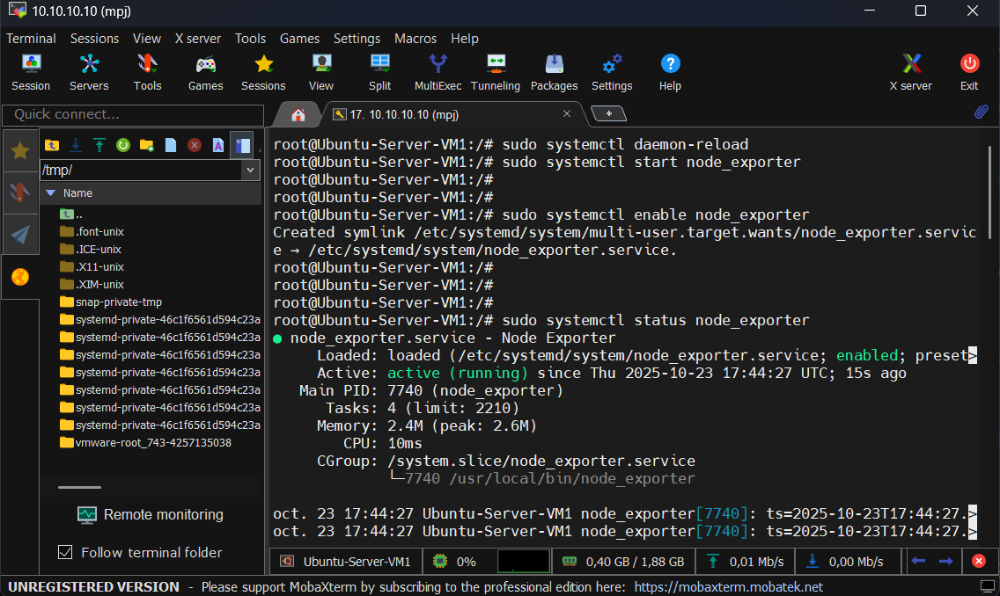 10.10.10.10 (mpj)
Terminal Sessions View X server Tools Games Settings Macros Help
Session Servers Tools Games Sessions View Split MultiExec Tunneling Packages Settings Help X server Exit
Quick connect...
17. 10.10.10.10 (mpj)
/tmp/
Name
..
.font-unix
.ICE-unix
.X11-unix
.XIM-unix
snap-private-tmp
systemd-private-46c1f6561d594c23a
systemd-private-46c1f6561d594c23a
systemd-private-46c1f6561d594c23a
systemd-private-46c1f6561d594c23a
systemd-private-46c1f6561d594c23a
systemd-private-46c1f6561d594c23a
systemd-private-46c1f6561d594c23a
vmware-root_743-4257135038
Remote monitoring
Follow terminal folder
root@Ubuntu-Server-VM1:/# sudo systemctl daemon-reload
root@Ubuntu-Server-VM1:/# sudo systemctl start node_exporter
root@Ubuntu-Server-VM1:/#
root@Ubuntu-Server-VM1:/#
root@Ubuntu-Server-VM1:/# sudo systemctl enable node_exporter
Created symlink /etc/systemd/system/multi-user.target.wants/node_exporter.servic
e → /etc/systemd/system/node_exporter.service.
root@Ubuntu-Server-VM1:/#
root@Ubuntu-Server-VM1:/#
root@Ubuntu-Server-VM1:/#
root@Ubuntu-Server-VM1:/# sudo systemctl status node_exporter
● node_exporter.service - Node Exporter
Loaded: loaded (/etc/systemd/system/node_exporter.service; enabled; preset>
Active: active (running) since Thu 2025-10-23 17:44:27 UTC; 15s ago
Main PID: 7740 (node_exporter)
Tasks: 4 (limit: 2210)
Memory: 2.4M (peak: 2.6M)
CPU: 10ms
CGroup: /system.slice/node_exporter.service
└─7740 /usr/local/bin/node_exporter
oct. 23 17:44:27 Ubuntu-Server-VM1 node_exporter[7740]: ts=2025-10-23T17:44:27.>
oct. 23 17:44:27 Ubuntu-Server-VM1 node_exporter[7740]: ts=2025-10-23T17:44:27.>
Ubuntu-Server-VM1 0% 0,40 GB / 1,88 GB 0,01 Mb/s 0,00 Mb/s
UNREGISTERED VERSION - Please support MobaXterm by subscribing to the professional edition here: https://mobaxterm.mobatek.net